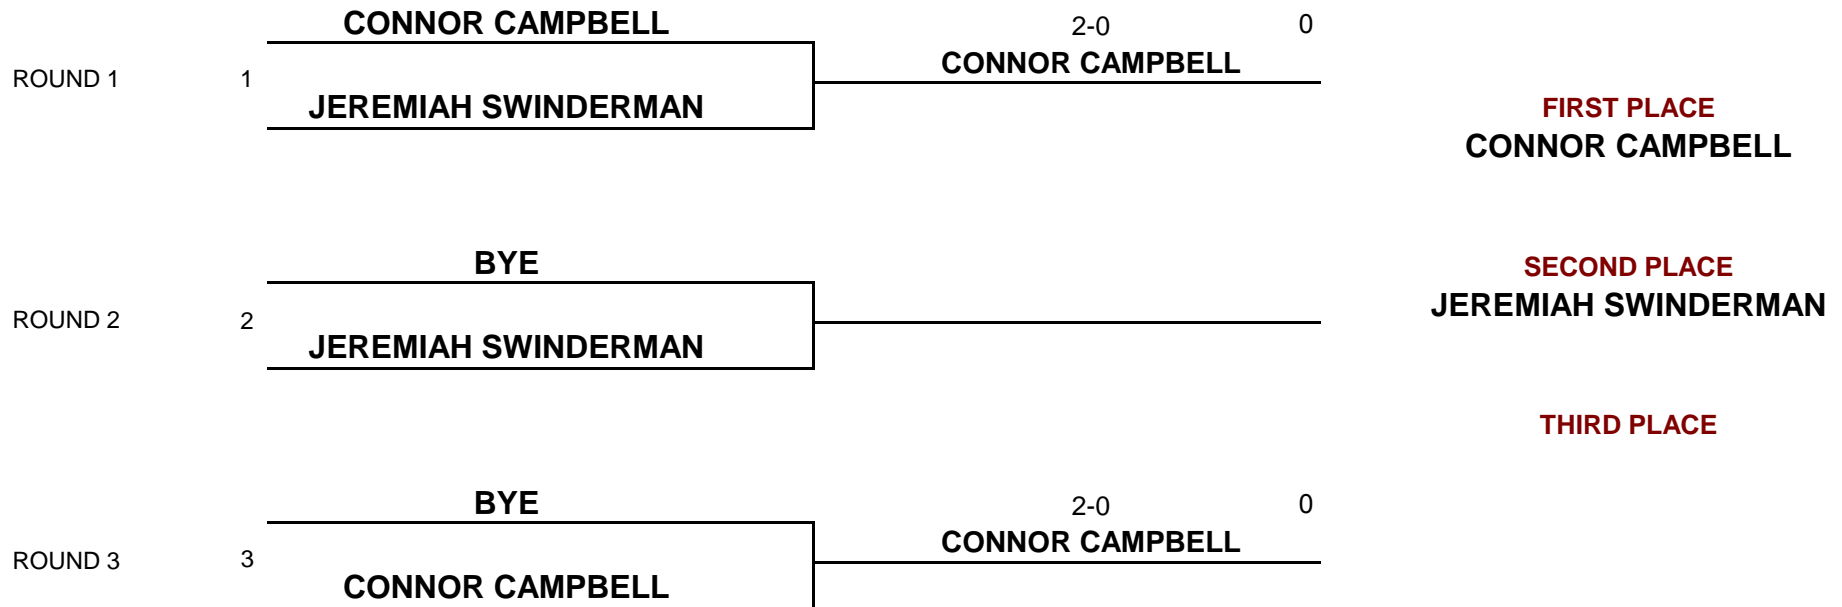 CONNOR CAMPBELL
2-0 0
CONNOR CAMPBELL
ROUND 1 1
JEREMIAH SWINDERMAN
FIRST PLACE
CONNOR CAMPBELL
BYE
SECOND PLACE
JEREMIAH SWINDERMAN
ROUND 2 2
JEREMIAH SWINDERMAN
THIRD PLACE
BYE
2-0 0
CONNOR CAMPBELL
ROUND 3 3
CONNOR CAMPBELL